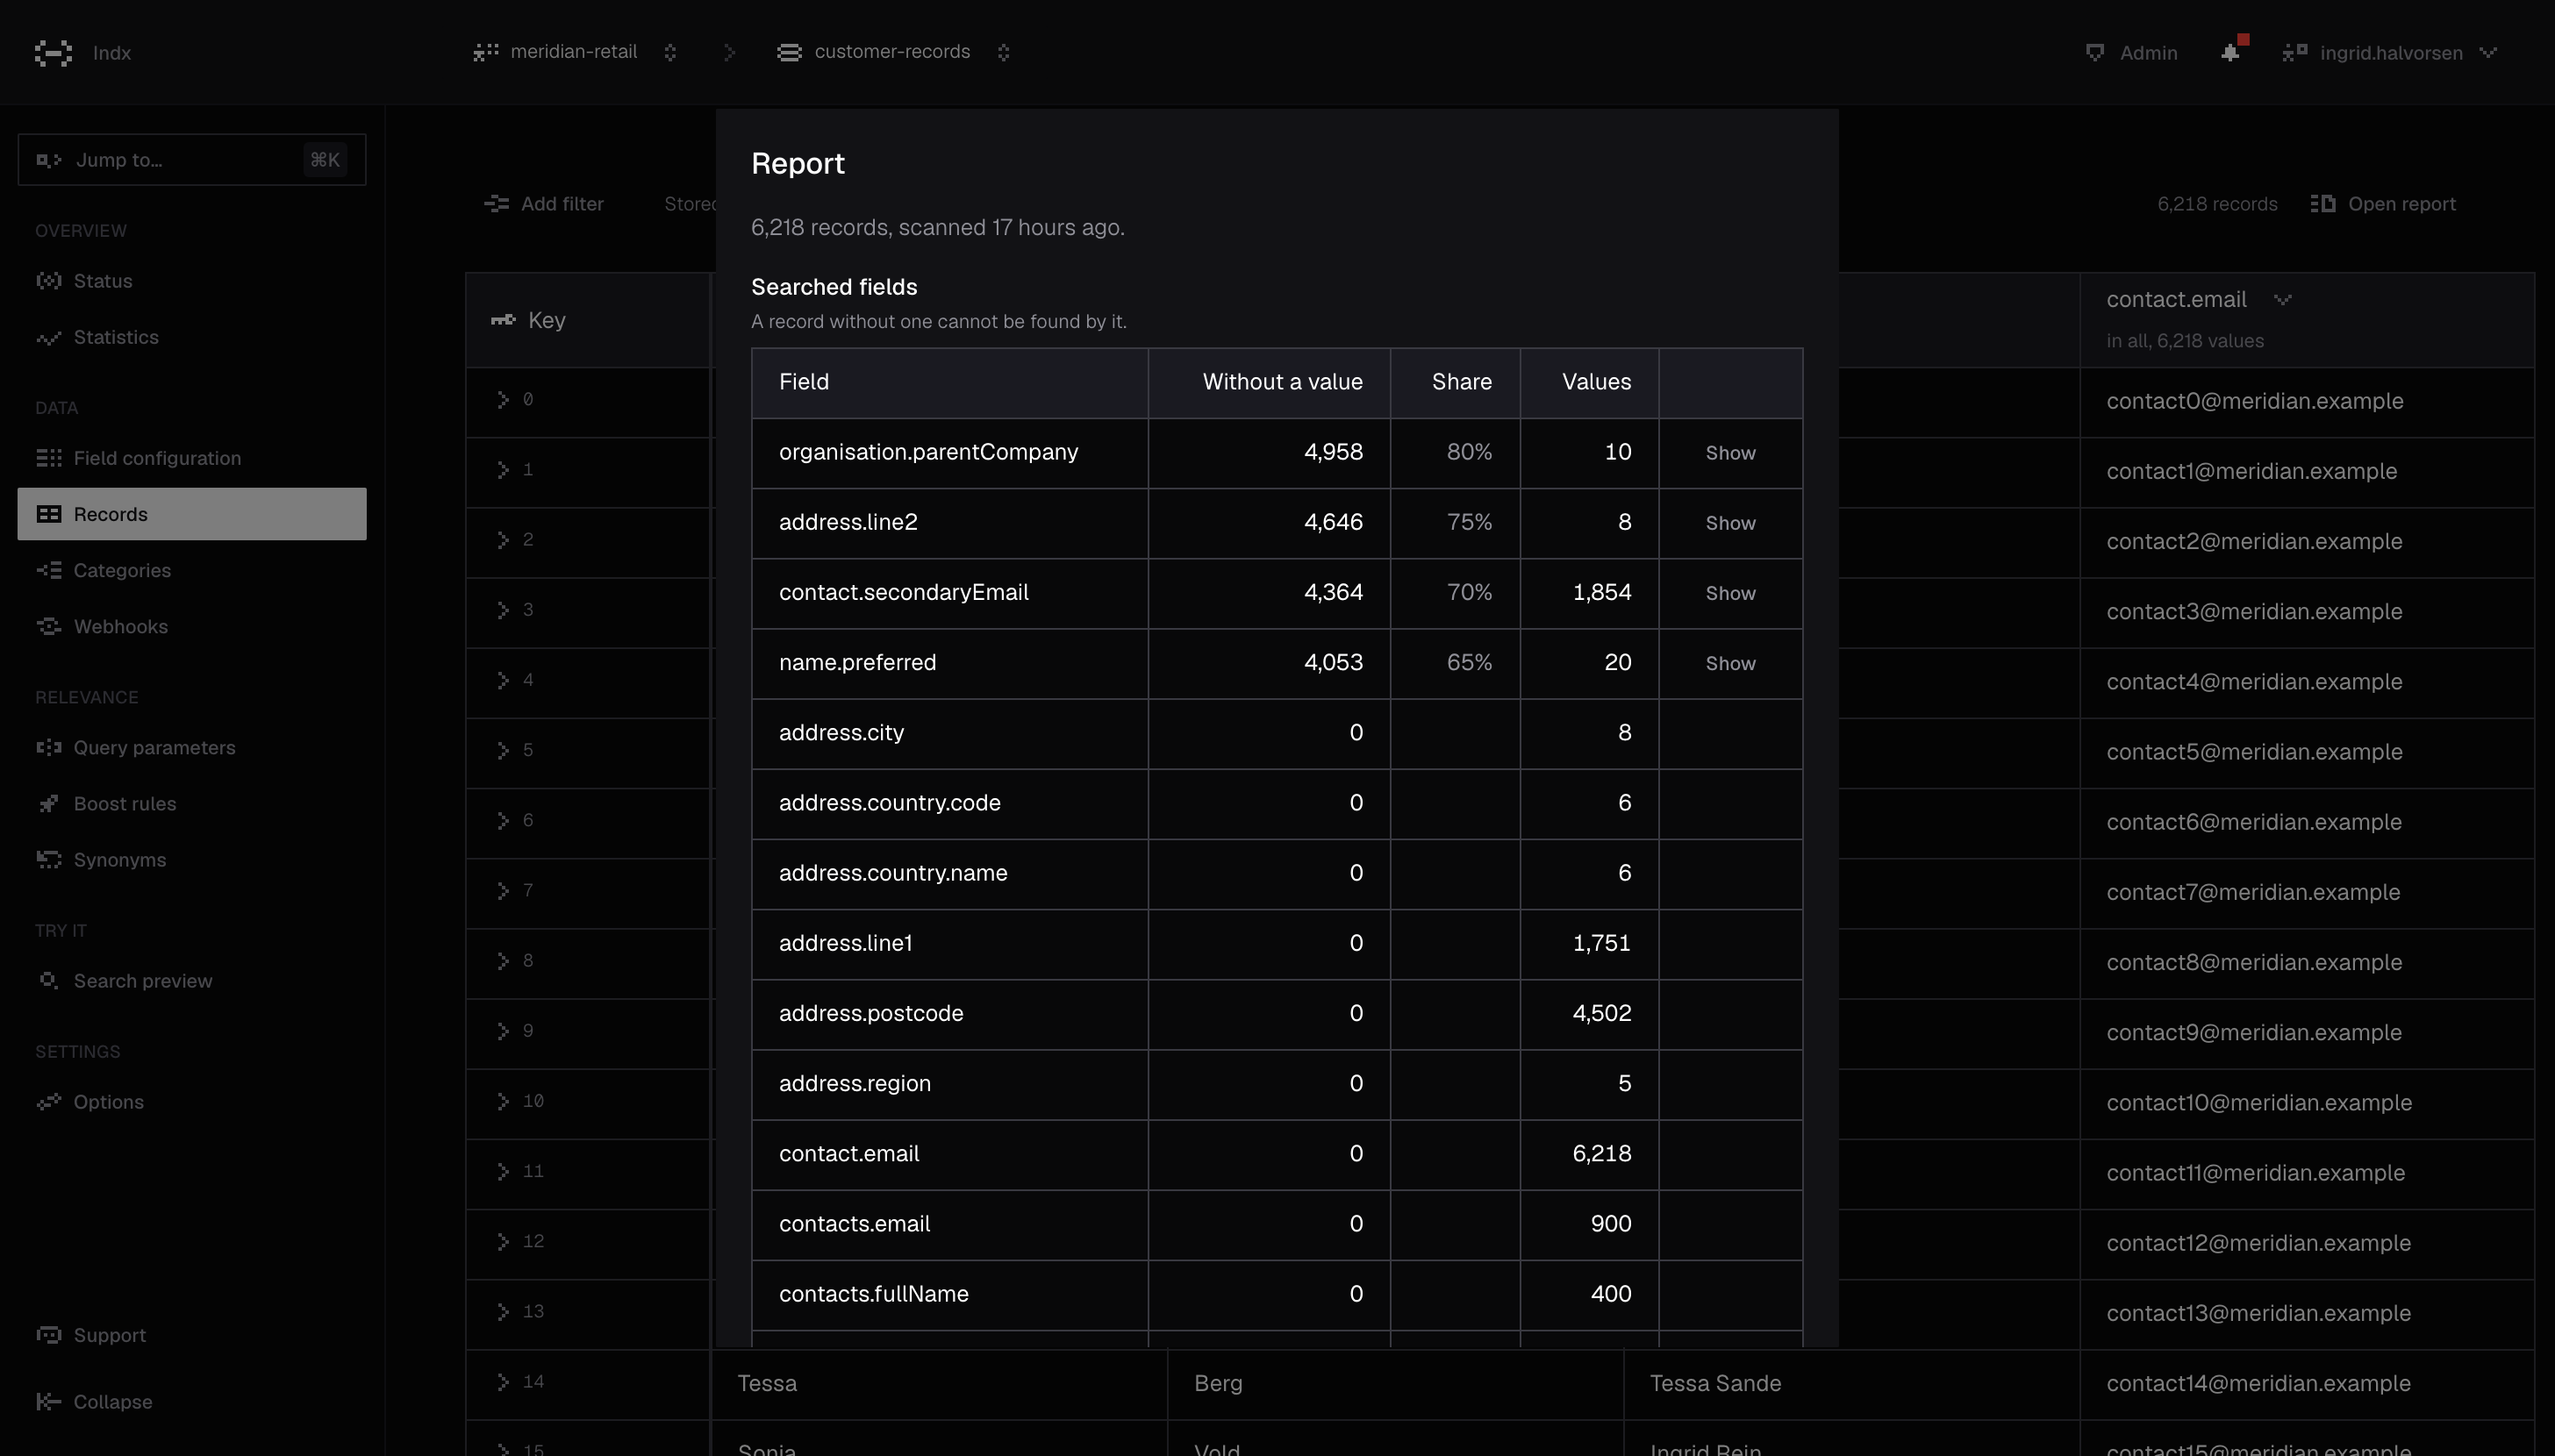 Indx
meridian-retail
customer-records
Admin
ingrid.halvorsen
Jump to...
⌘K
OVERVIEW
Status
Statistics
DATA
Field configuration
Records
Categories
Webhooks
RELEVANCE
Query parameters
Boost rules
Synonyms
TRY IT
Search preview
SETTINGS
Options
Support
Collapse
Add filter
6,218 records
Open report
Key
0
1
2
3
4
5
6
7
8
9
10
11
12
13
14
15
Report
6,218 records, scanned 17 hours ago.
Searched fields
A record without one cannot be found by it.
Field Without a value Share Values
organisation.parentCompany 4,958 80% 10 Show
address.line2 4,646 75% 8 Show
contact.secondaryEmail 4,364 70% 1,854 Show
name.preferred 4,053 65% 20 Show
address.city 0 8
address.country.code 0 6
address.country.name 0 6
address.line1 0 1,751
address.postcode 0 4,502
address.region 0 5
contact.email 0 6,218
contacts.email 0 900
contacts.fullName 0 400
Tessa Berg Tessa Sande
Sonja Vold Ingrid Rein
contact.email
in all, 6,218 values
contact0@meridian.example
contact1@meridian.example
contact2@meridian.example
contact3@meridian.example
contact4@meridian.example
contact5@meridian.example
contact6@meridian.example
contact7@meridian.example
contact8@meridian.example
contact9@meridian.example
contact10@meridian.example
contact11@meridian.example
contact12@meridian.example
contact13@meridian.example
contact14@meridian.example
contact15@meridian.example